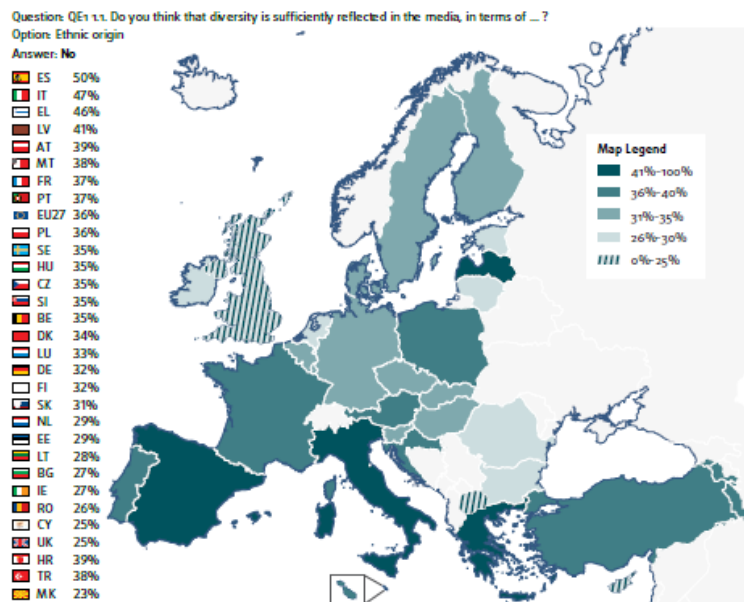 Question: QE1 1.1. Do you think that diversity is sufficiently reflected in the media, in terms of ... ?
Option: Ethnic origin
Answer: No
ES 50%
IT 47%
EL 46%
LV 41%
AT 39%
MT 38%
FR 37%
PT 37%
EU27 36%
PL 36%
SE 35%
HU 35%
CZ 35%
SI 35%
BE 35%
DK 34%
LU 33%
DE 32%
FI 32%
SK 31%
NL 29%
EE 29%
LT 28%
BG 27%
IE 27%
RO 26%
CY 25%
UK 25%
HR 39%
TR 38%
MK 23%
Map Legend
41%-100%
36%-40%
31%-35%
26%-30%
0%-25%